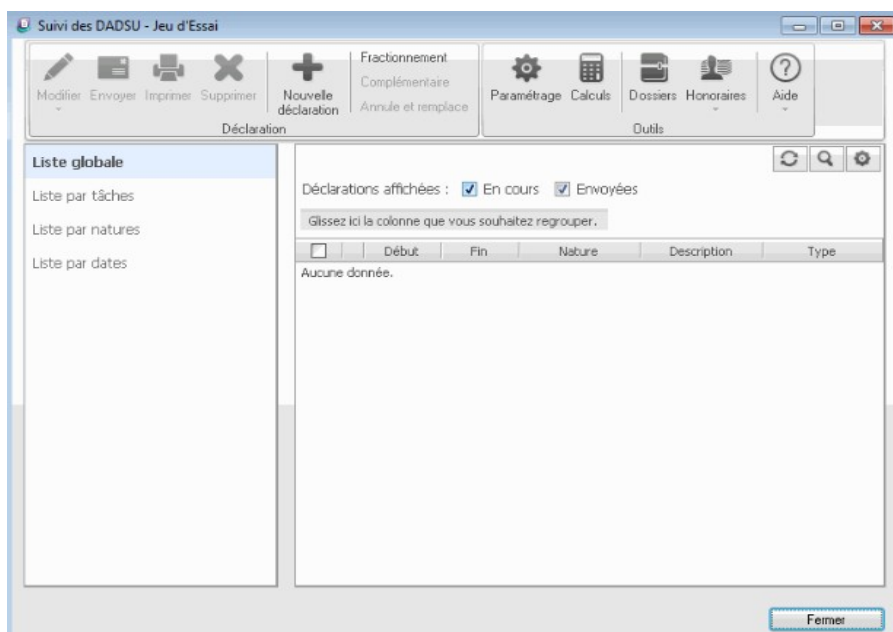 Suivi des DADSU - Jeu d'Essai
Modifier Envoyer Imprimer Supprimer
Nouvelle déclaration
Fractionnement
Complémentaire
Annule et remplace
Déclaration
Paramétrage Calculs Dossiers Honoraires Aide
Outils
Liste globale
Liste par tâches
Liste par natures
Liste par dates
Déclarations affichées : En cours Envoyées
Glissez ici la colonne que vous souhaitez regrouper.
Début Fin Nature Description Type
Aucune donnée.
Fermer